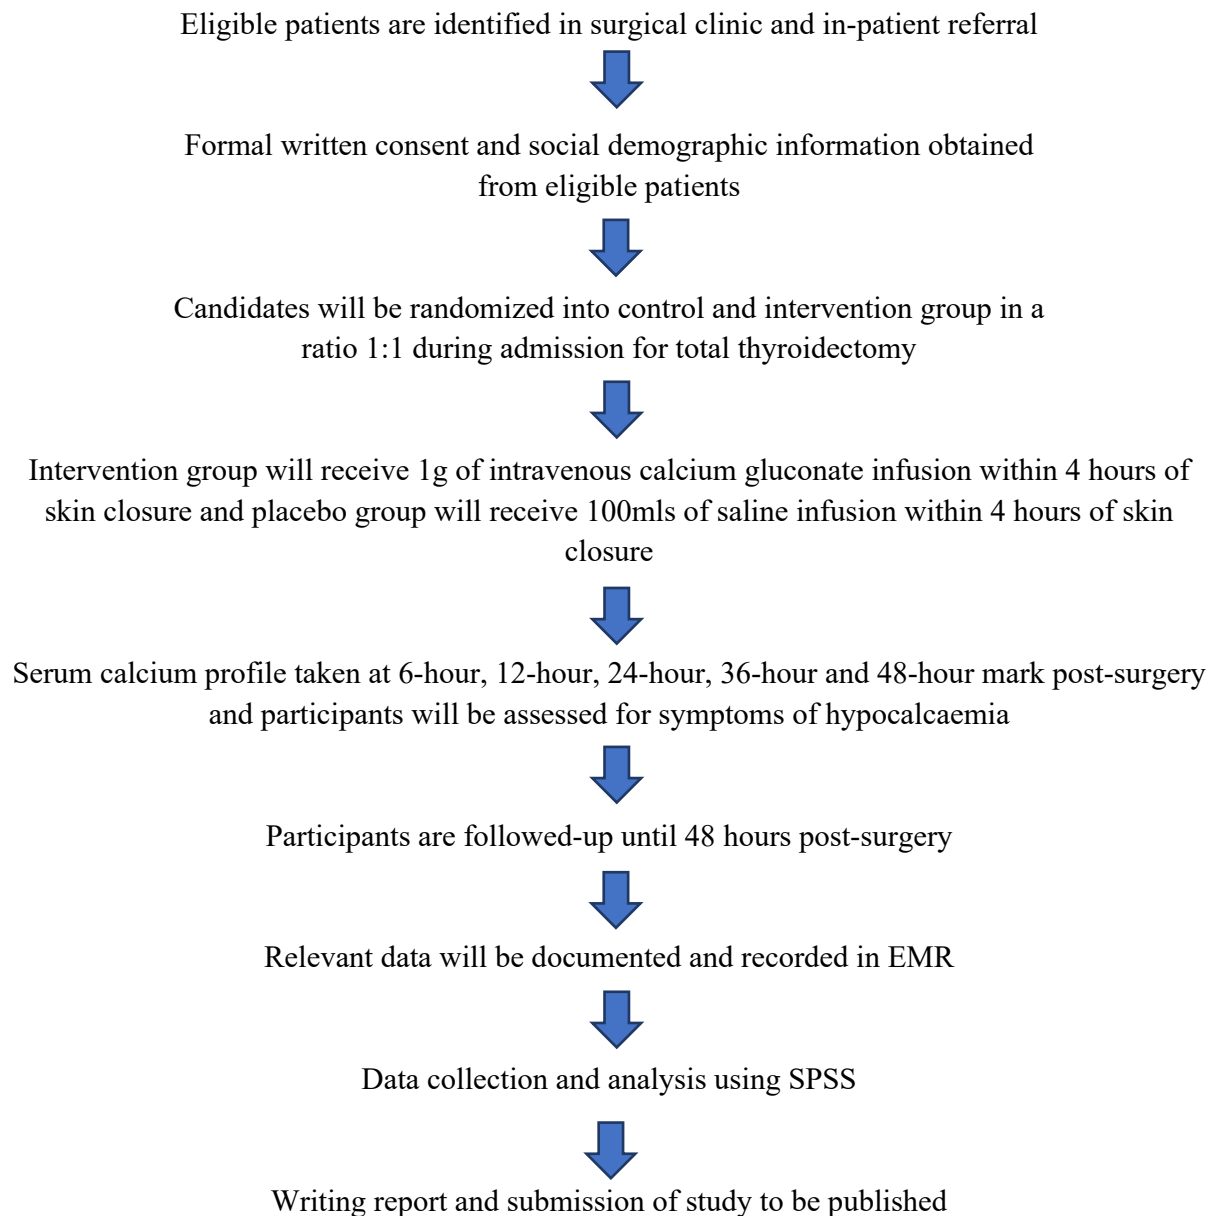 Eligible patients are identified in surgical clinic and in-patient referral
Formal written consent and social demographic information obtained
from eligible patients
Candidates will be randomized into control and intervention group in a
ratio 1:1 during admission for total thyroidectomy
Intervention group will receive 1g of intravenous calcium gluconate infusion within 4 hours of
skin closure and placebo group will receive 100mls of saline infusion within 4 hours of skin
closure
Serum calcium profile taken at 6-hour, 12-hour, 24-hour, 36-hour and 48-hour mark post-surgery
and participants will be assessed for symptoms of hypocalcaemia
Participants are followed-up until 48 hours post-surgery
Relevant data will be documented and recorded in EMR
Data collection and analysis using SPSS
Writing report and submission of study to be published